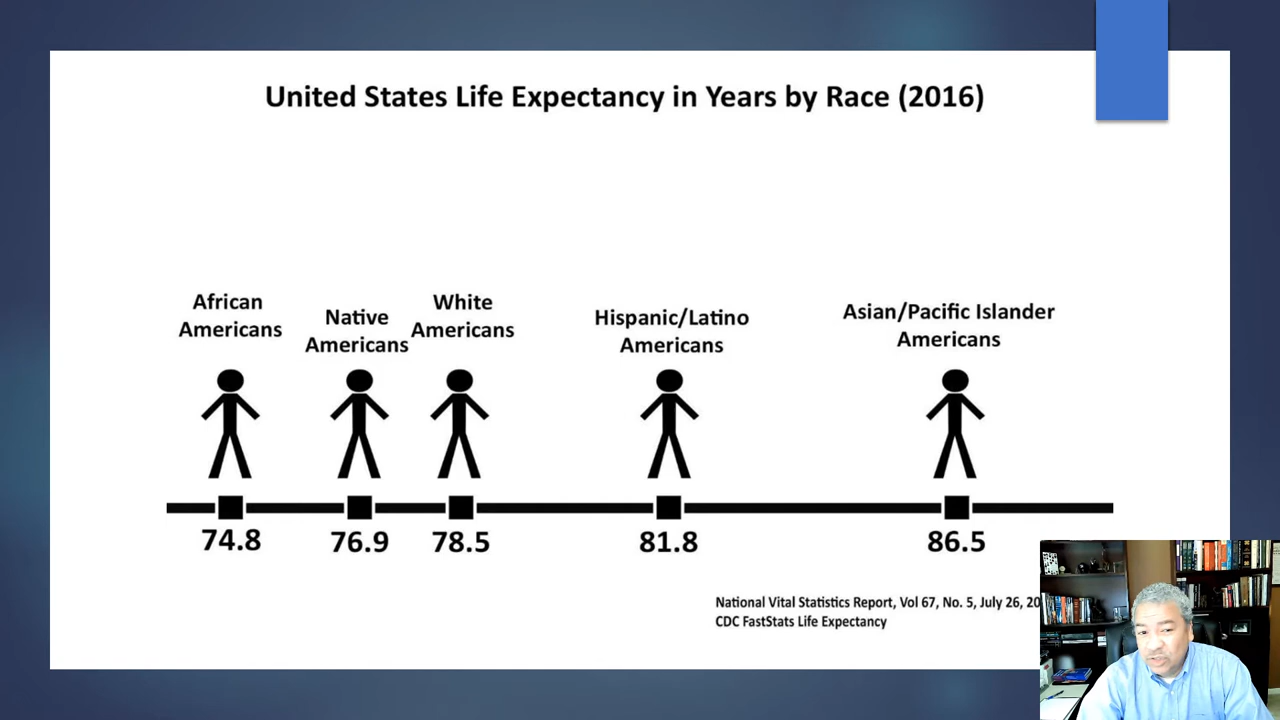 United States Life Expectancy in Years by Race (2016)
African
Americans
Native
Americans
White
Americans
Hispanic/Latino
Americans
Asian/Pacific Islander
Americans
74.8
76.9
78.5
81.8
86.5
National Vital Statistics Report, Vol 67, No. 5, July 26,
CDC FastStats Life Expectancy